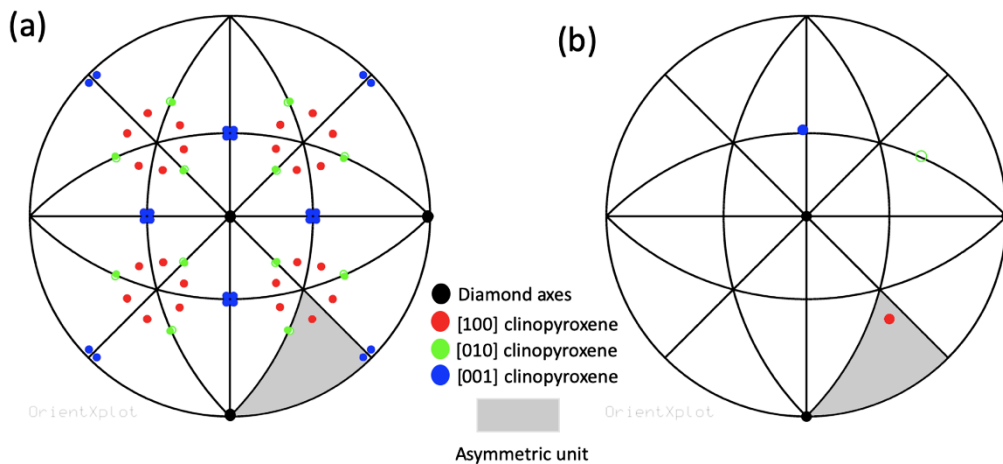 (a)
(b)
Diamond axes
[100] clinopyroxene
[010] clinopyroxene
[001] clinopyroxene
Asymmetric unit
OrientXplot
OrientXplot